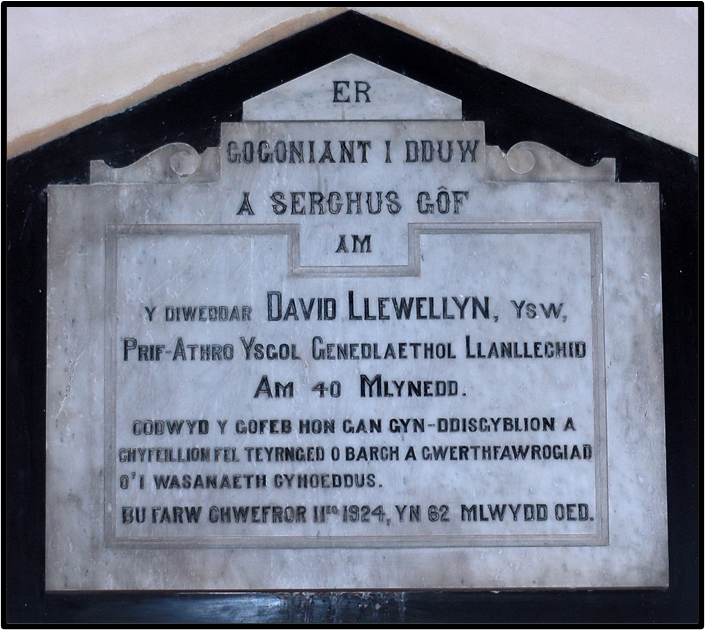 ER
GOGONIANT I DDUW
A SERCHUS GÔF
AM
Y DIWEDDAR DAVID LLEWELLYN, YSW,
PRIF-ATHRO YSGOL GENEDLAETHOL LLANLLECHID
AM 40 MLYNEDD.
CODWYD Y GOFEB HON GAN GYN-DDISGYBLION A
CHYFEILLION FEL TEYRNGED O BARCH A GWERTHFAWROGIAD
O'I WASANAETH CYHOEDDUS.
BU FARW CHWEFROR 11EG 1924, YN 62 MLWYDD OED.